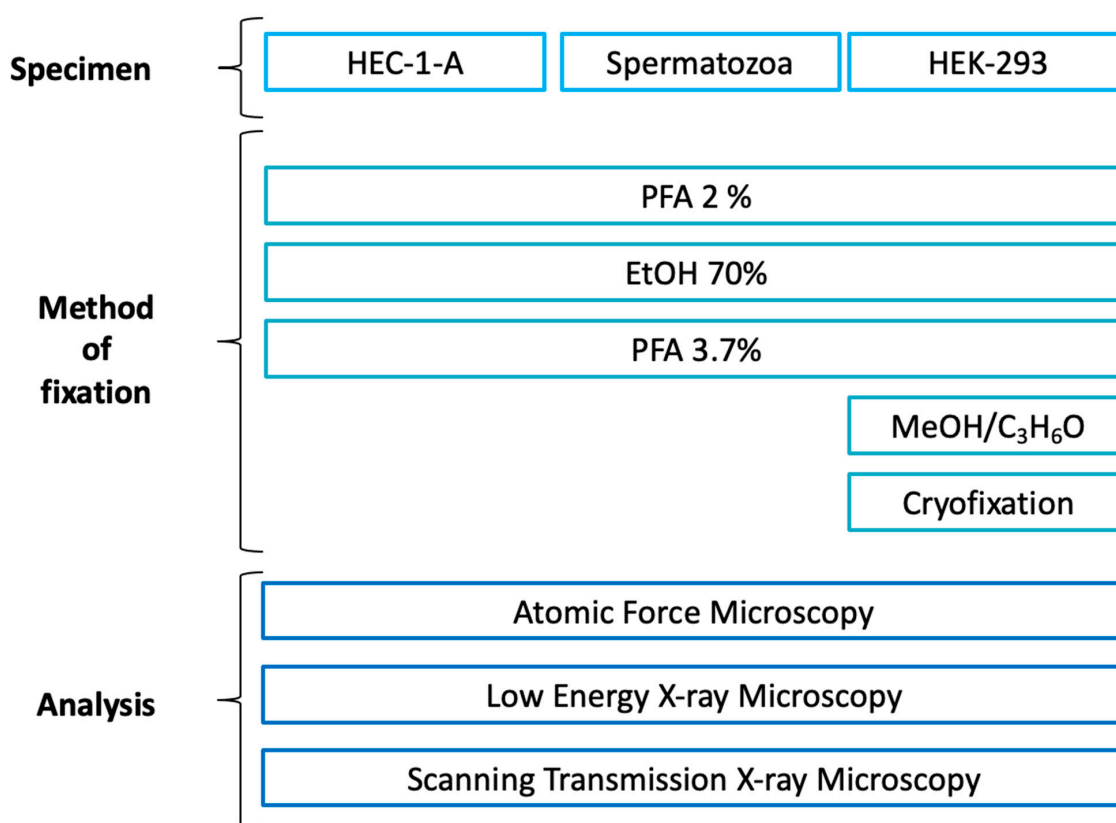 Specimen
HEC-1-A
Spermatozoa
HEK-293
Method
of
fixation
PFA 2 %
EtOH 70%
PFA 3.7%
MeOH/C₃H₆O
Cryofixation
Analysis
Atomic Force Microscopy
Low Energy X-ray Microscopy
Scanning Transmission X-ray Microscopy